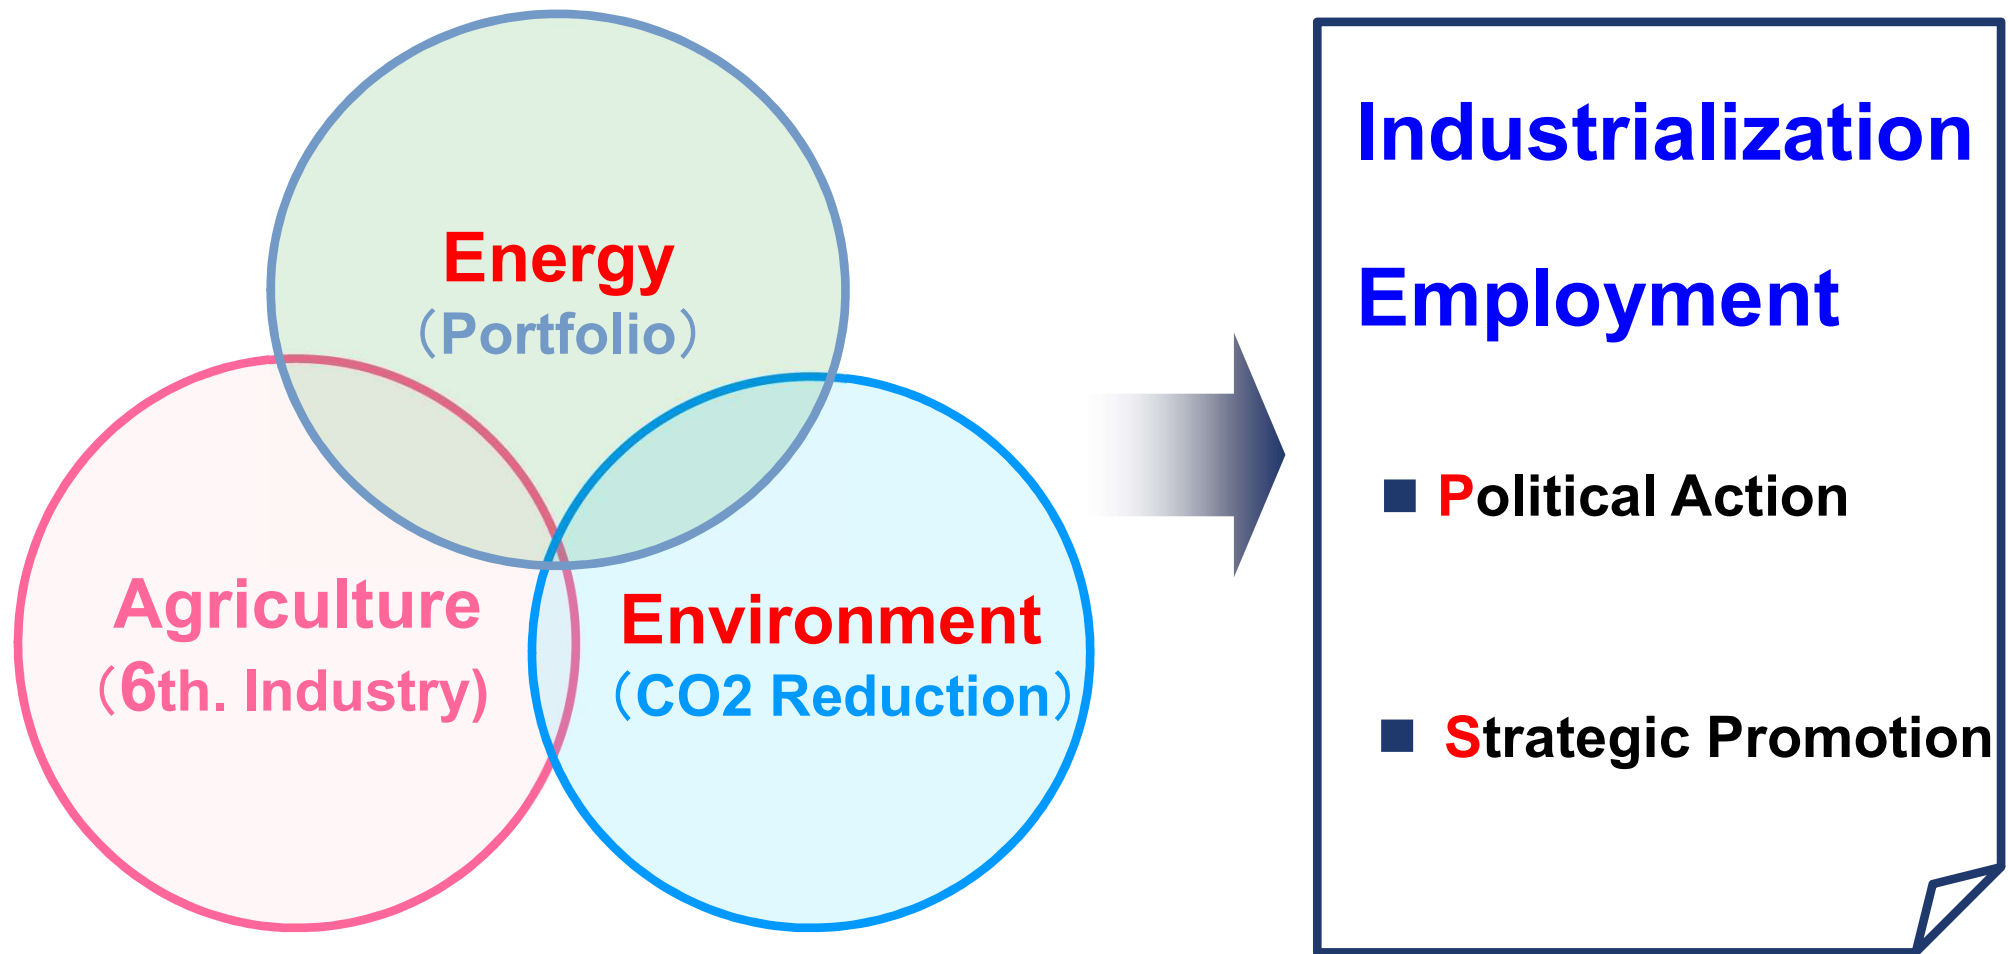 Energy
（Portfolio）
Agriculture
（6th. Industry)
Environment
（CO2 Reduction）
Industrialization
Employment
■ Political Action
■ Strategic Promotion